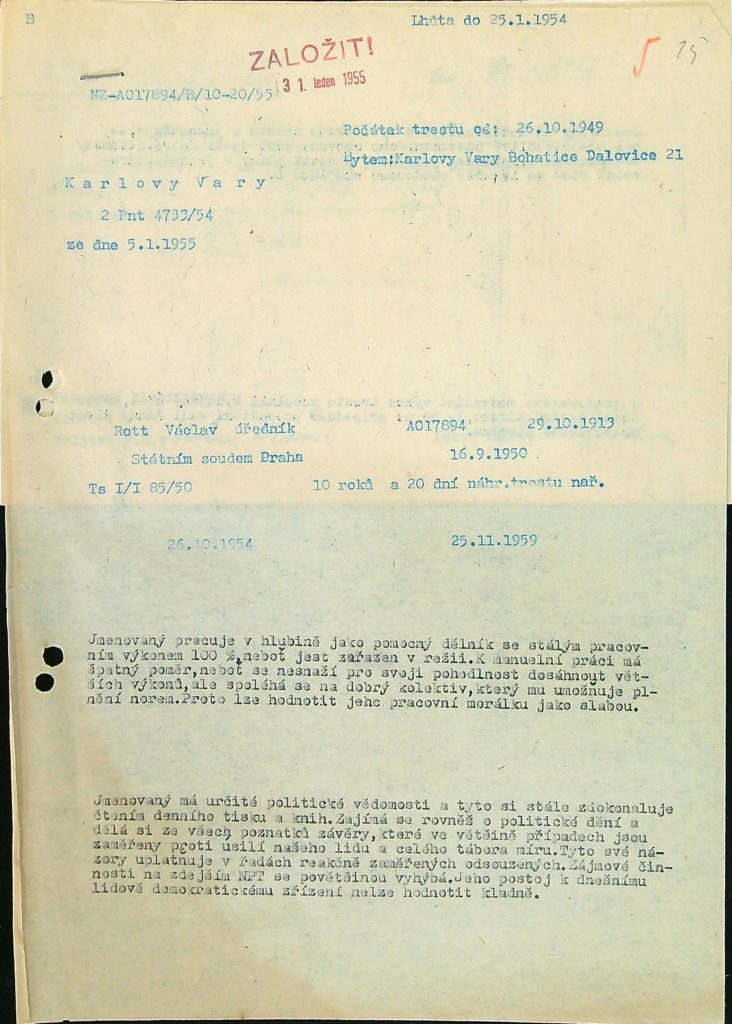 B
Lhůta do 25.1.1954
ZALOŽIT!
31. leden 1955
15
NZ-A017894/B/10-20/55
Počátek trestu od: 26.10.1949
Bytem:Karlovy Vary Bohatice Dalovice 21
Karlovy Vary
2 Pnt 4733/54
ze dne 5.1.1955
Rott Václav úředník A017894 29.10.1913
Státním soudem Praha 16.9.1950
Ts I/I 85/50 10 roků a 20 dní náhr.trestu nař.
26.10.1954 25.11.1959
Jmenovaný pracuje v hlubině jako pomocný dělník se stálým pracov-
ním výkonem 100 %,neboť jest zařazen v režii.K manuelní práci má
špatný poměr,neboť se nesnaží pro svoji pohodlnost dosáhnout vět-
ších výkonů,ale spoléhá se na dobrý kolektiv,který mu umožňuje pl-
nění norem.Proto lze hodnotit jeho pracovní morálku jako slabou.
Jmenovaný má určité politické vědomosti a tyto si stále zdokonaluje
čtením denního tisku a knih.Zajímá se rovněž o politické dění a
dělá si ze všech poznatků závěry,které ve většině případech jsou
zaměřeny proti úsilí našeho lidu a celého tábora míru.Tyto své ná-
zory uplatnuje v řadách reakčně zaměřených odsouzených.Zájmové čin-
nosti na zdejším NPT se povětšinou vyhýbá.Jeho postoj k dnešnímu
lidově demokratickému zřízení nelze hodnotit kladně.